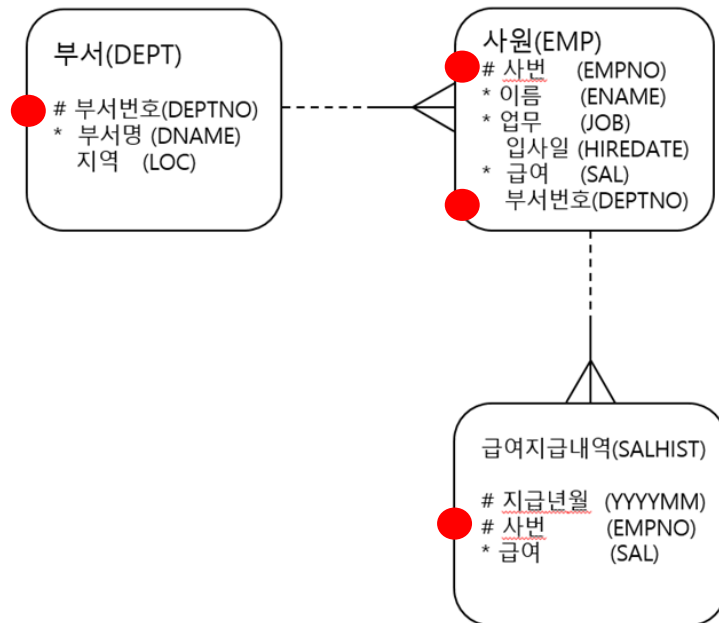 부서(DEPT)
# 부서번호(DEPTNO)
* 부서명 (DNAME)
지역 (LOC)
사원(EMP)
# 사번 (EMPNO)
* 이름 (ENAME)
* 업무 (JOB)
입사일 (HIREDATE)
* 급여 (SAL)
부서번호(DEPTNO)
급여지급내역(SALHIST)
# 지급년월 (YYYYMM)
# 사번 (EMPNO)
* 급여 (SAL)